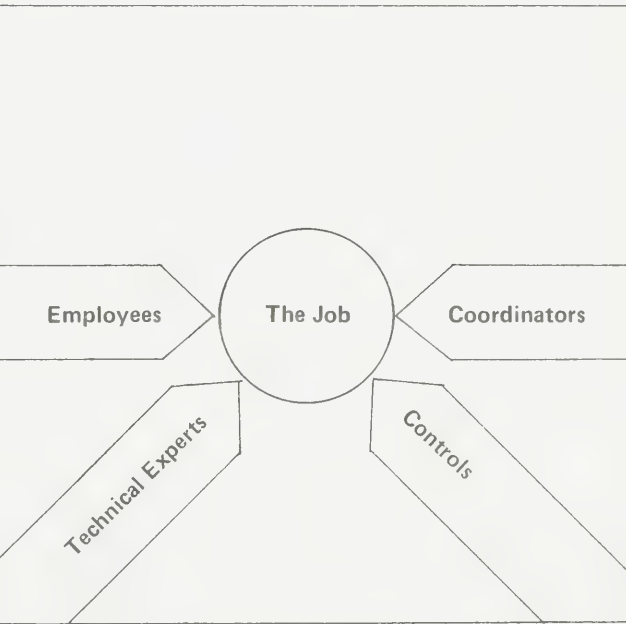 Employees
The Job
Coordinators
Technical Experts
Controls